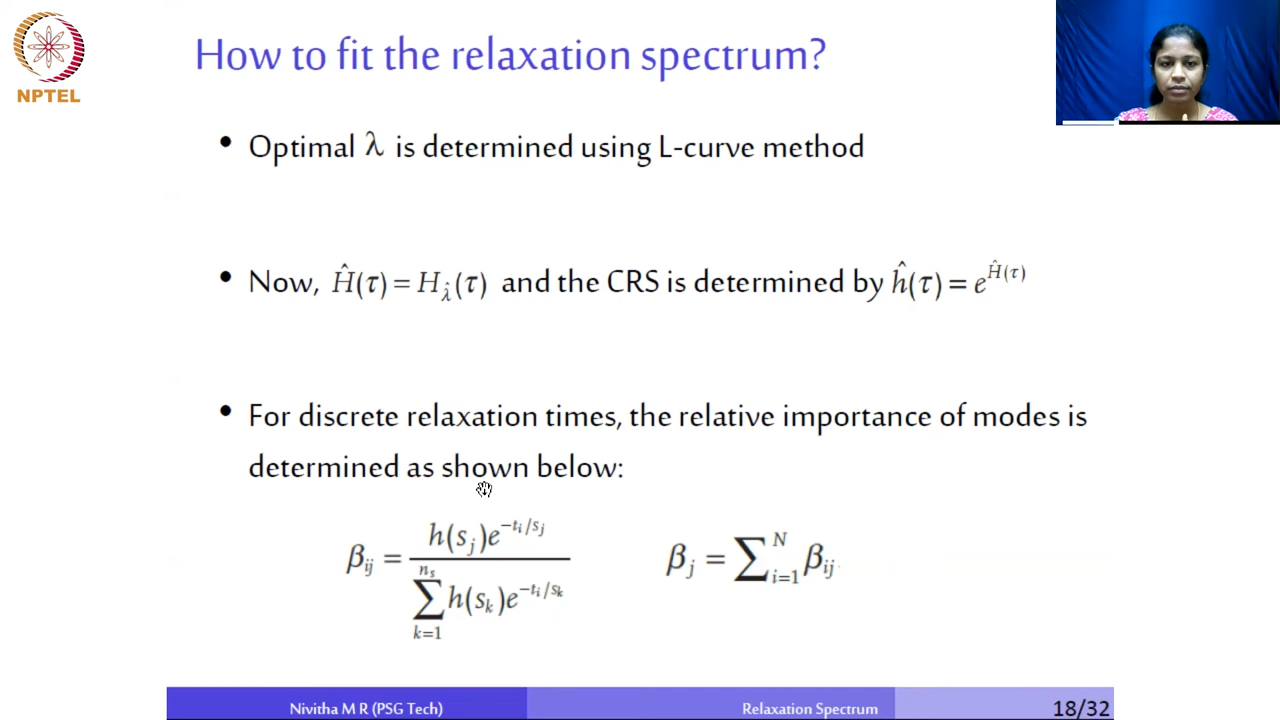 NPTEL
How to fit the relaxation spectrum?
• Optimal λ is determined using L-curve method
• Now, Ĥ(τ) = H_λ̂(τ) and the CRS is determined by ĥ(τ) = e^Ĥ(τ)
• For discrete relaxation times, the relative importance of modes is
determined as shown below:
β_ij = h(s_j)e^{-t_i/s_j} / ∑_{k=1}^{n_s} h(s_k)e^{-t_i/s_k} β_j = ∑_{i=1}^{N} β_ij
Nivitha M R (PSG Tech) Relaxation Spectrum 18/32